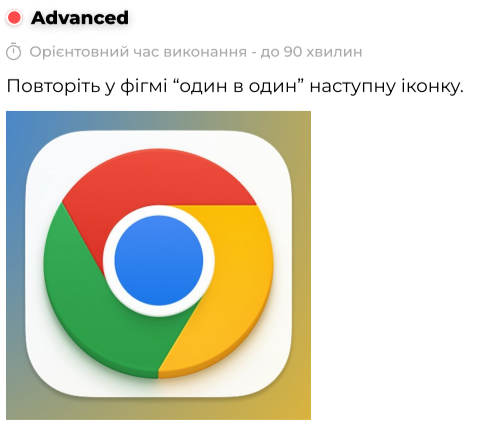 Advanced
Орієнтовний час виконання - до 90 хвилин
Повторіть у фігмі “один в один” наступну іконку.